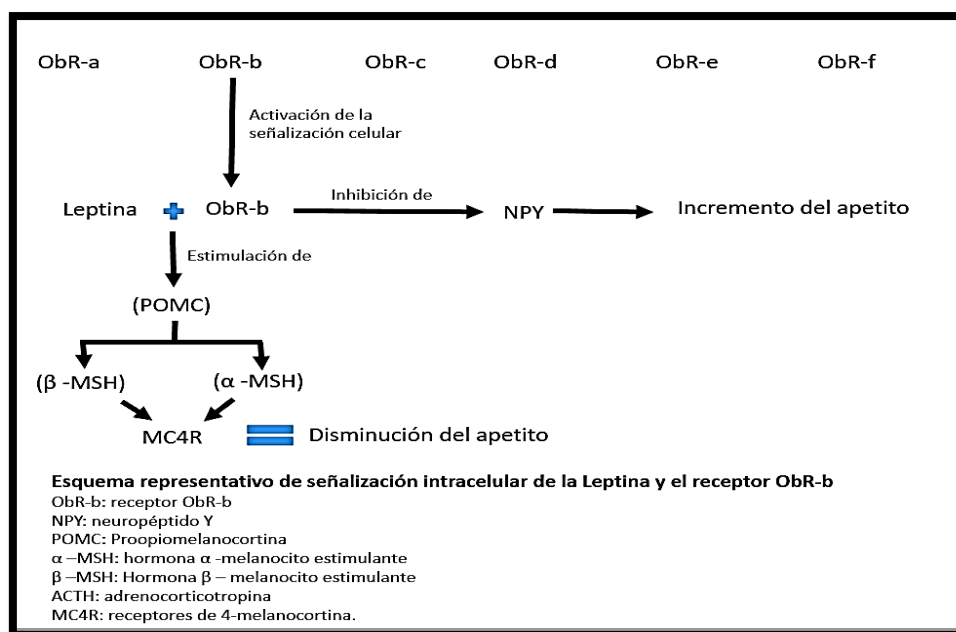 ObR-a ObR-b ObR-c ObR-d ObR-e ObR-f
Activación de la
señalización celular
Leptina + ObR-b Inhibición de NPY Incremento del apetito
Estimulación de
(POMC)
(β -MSH) (α -MSH)
MC4R = Disminución del apetito
Esquema representativo de señalización intracelular de la Leptina y el receptor ObR-b
ObR-b: receptor ObR-b
NPY: neuropéptido Y
POMC: Proopiomelanocortina
α –MSH: hormona α -melanocito estimulante
β –MSH: Hormona β – melanocito estimulante
ACTH: adrenocorticotropina
MC4R: receptores de 4-melanocortina.